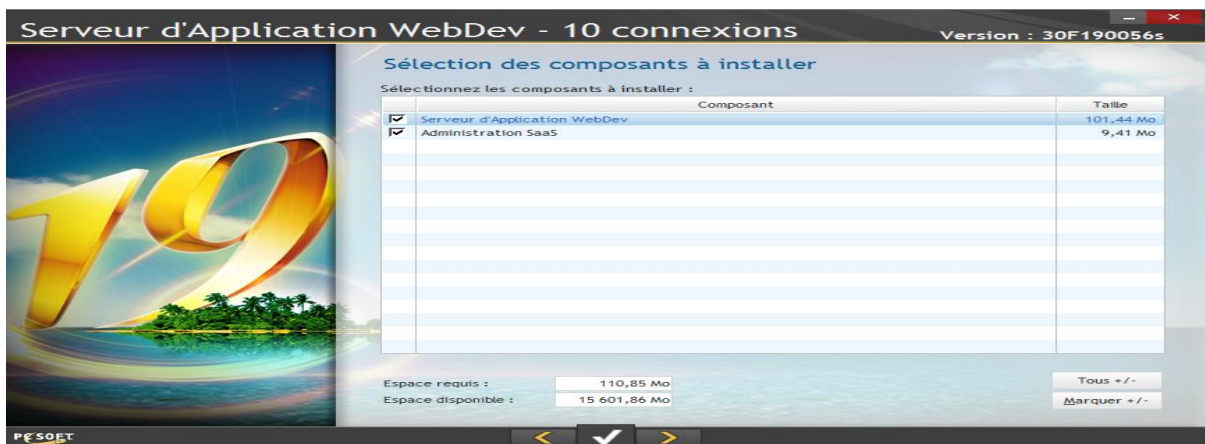 Serveur d'Application WebDev - 10 connexions
Version : 30F190056s
19
Sélection des composants à installer
Sélectionnez les composants à installer :
Composant Taille
Serveur d'Application WebDev 101,44 Mo
Administration SaaS 9,41 Mo
Espace requis : 110,85 Mo
Espace disponible : 15 601,86 Mo
Tous +/-
Marquer +/-
PCSOFT